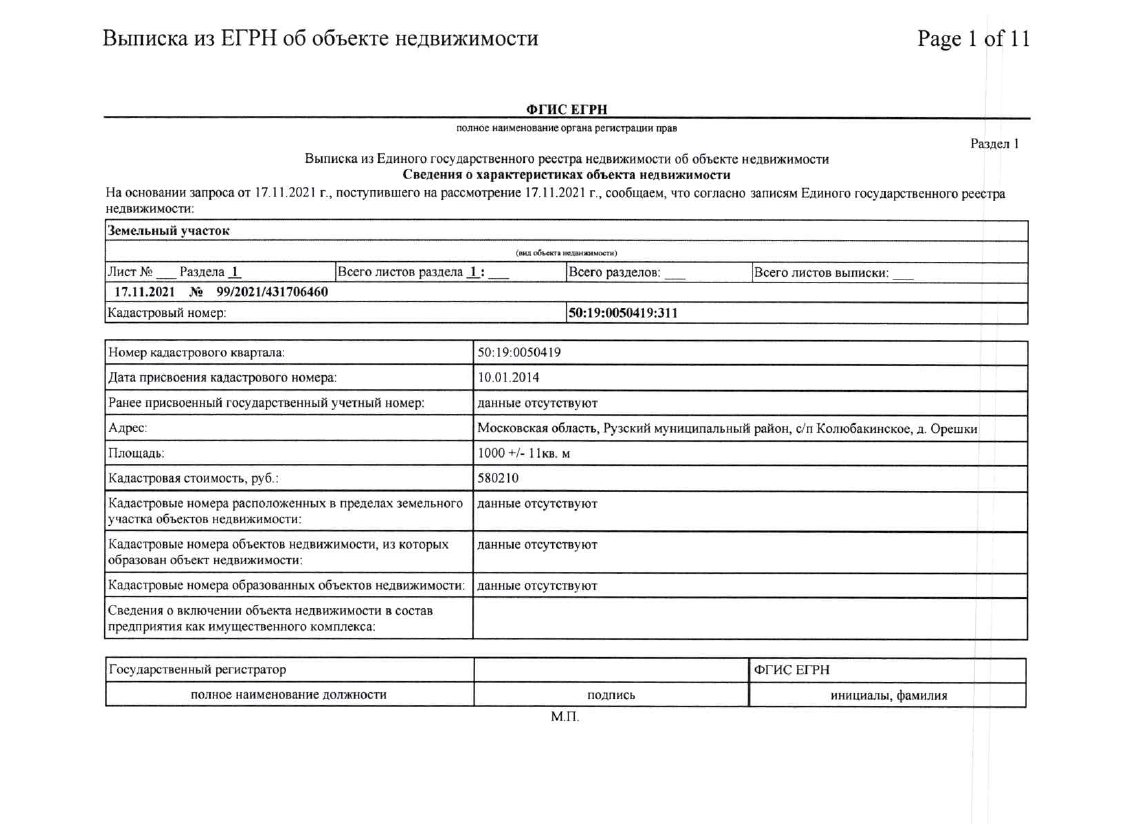 Выписка из ЕГРН об объекте недвижимости
Page 1 of 11
ФГИС ЕГРН
полное наименование органа регистрации прав
Раздел 1
Выписка из Единого государственного реестра недвижимости об объекте недвижимости
Сведения о характеристиках объекта недвижимости
На основании запроса от 17.11.2021 г., поступившего на рассмотрение 17.11.2021 г., сообщаем, что согласно записям Единого государственного реестра
недвижимости:
Земельный участок
(вид объекта недвижимости)
Лист № ___ Раздела 1 Всего листов раздела 1 : ___ Всего разделов: ___ Всего листов выписки: ___
17.11.2021 № 99/2021/431706460
Кадастровый номер: 50:19:0050419:311
Номер кадастрового квартала: 50:19:0050419
Дата присвоения кадастрового номера: 10.01.2014
Ранее присвоенный государственный учетный номер: данные отсутствуют
Адрес: Московская область, Рузский муниципальный район, с/п Колюбакинское, д. Орешки
Площадь: 1000 +/- 11кв. м
Кадастровая стоимость, руб.: 580210
Кадастровые номера расположенных в пределах земельного данные отсутствуют
участка объектов недвижимости:
Кадастровые номера объектов недвижимости, из которых данные отсутствуют
образован объект недвижимости:
Кадастровые номера образованных объектов недвижимости: данные отсутствуют
Сведения о включении объекта недвижимости в состав
предприятия как имущественного комплекса:
Государственный регистратор ФГИС ЕГРН
полное наименование должности подпись инициалы, фамилия
М.П.